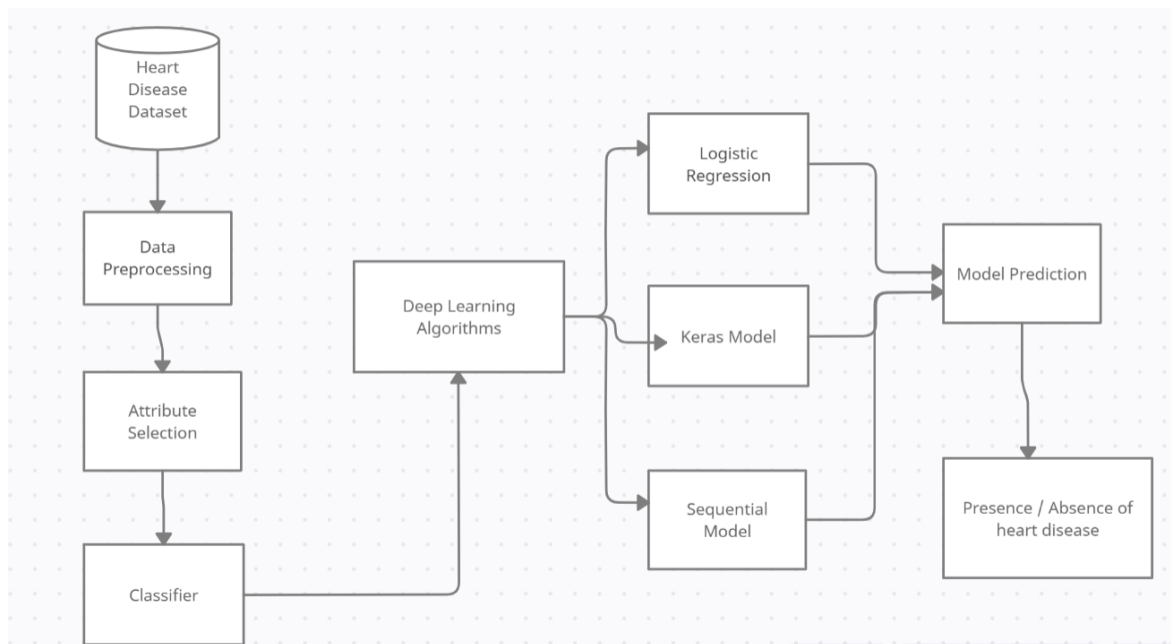 Heart
Disease
Dataset
Data
Preprocessing
Attribute
Selection
Classifier
Deep Learning
Algorithms
Logistic
Regression
Keras Model
Sequential
Model
Model Prediction
Presence / Absence of
heart disease